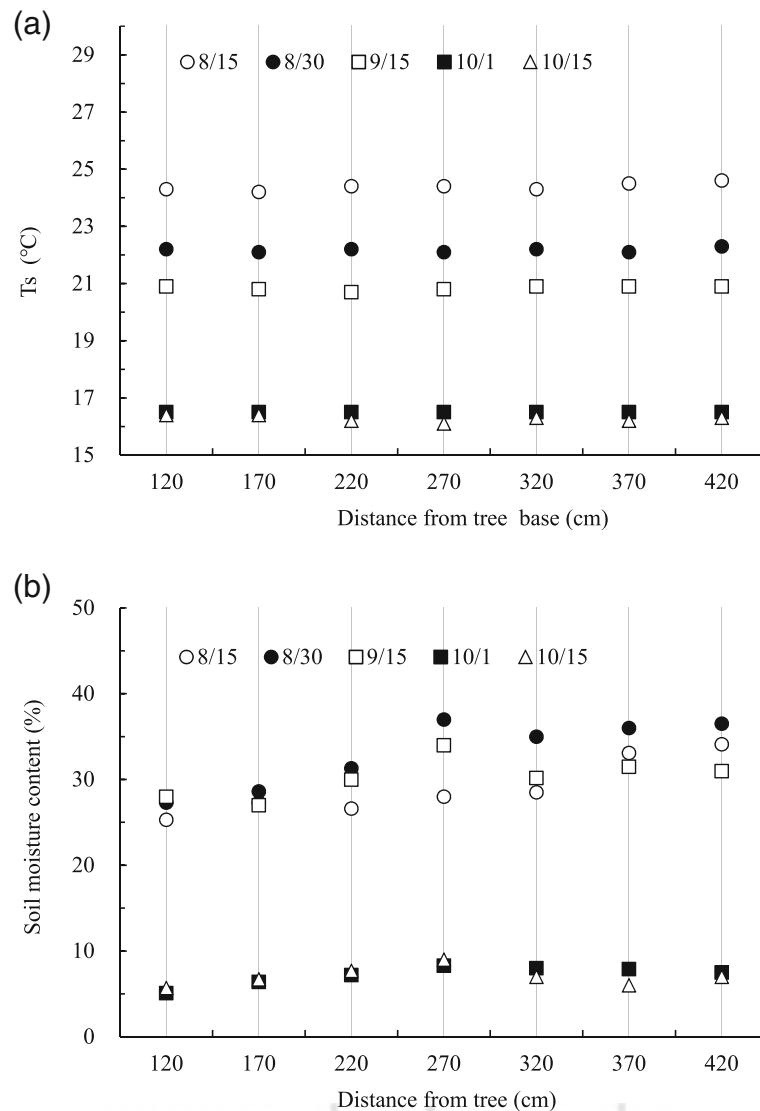 (a)
29
27
25
23
21
19
17
15
Ts (°C)
8/15 8/30 9/15 10/1 10/15
120 170 220 270 320 370 420
Distance from tree base (cm)
(b)
50
40
30
20
10
0
Soil moisture content (%)
8/15 8/30 9/15 10/1 10/15
120 170 220 270 320 370 420
Distance from tree (cm)